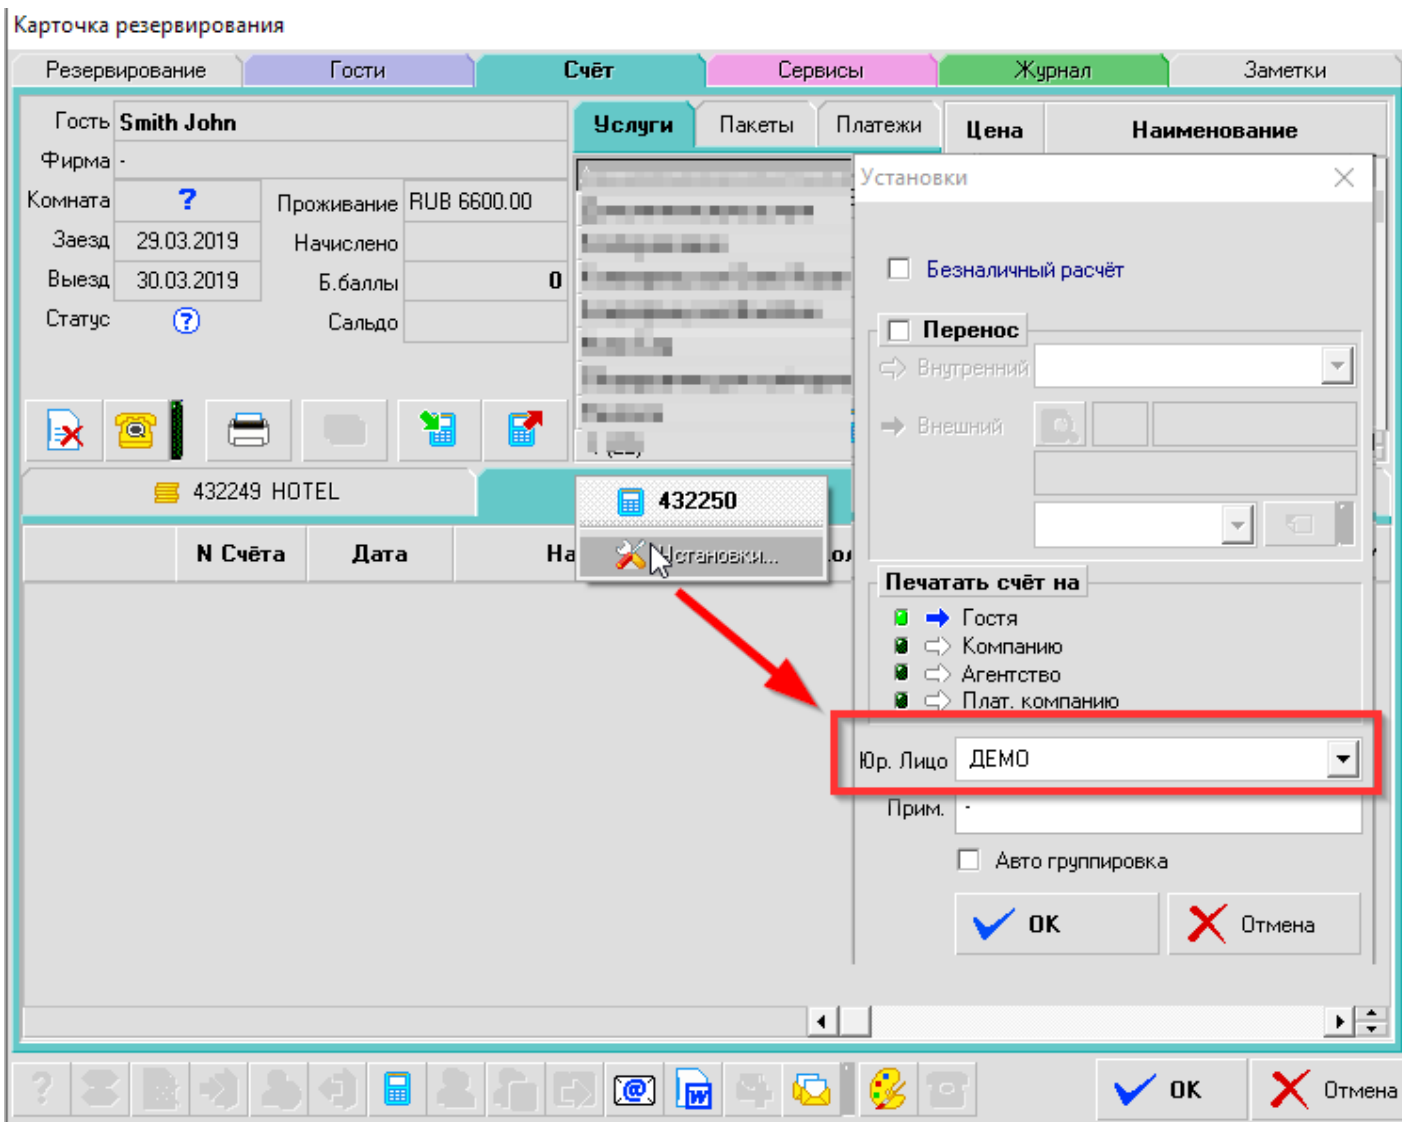 Карточка резервирования
Резервирование
Гости
Счёт
Сервисы
Журнал
Заметки
Гость Smith John
Фирма -
Комната ? Проживание RUB 6600.00
Заезд 29.03.2019 Начислено
Выезд 30.03.2019 Б.баллы 0
Статус ? Сальдо
Услуги
Пакеты
Платежи
Цена
Наименование
432249 HOTEL
N Счёта
Дата
На
432250
Установки...
Установки
Безналичный расчёт
Перенос
Внутренний
Внешний
Печатать счёт на
Гостя
Компанию
Агентство
Плат. компанию
Юр. Лицо ДЕМО
Прим. -
Авто группировка
OK
Отмена
OK
Отмена